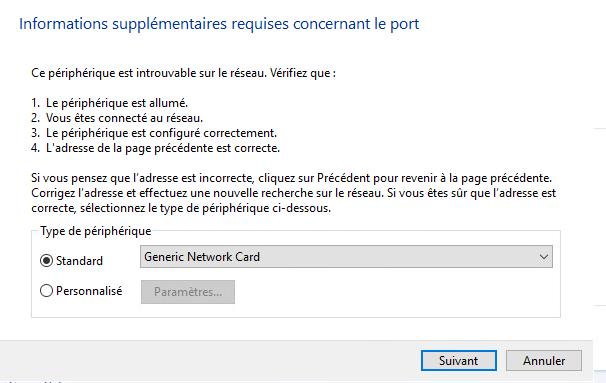 Informations supplémentaires requises concernant le port
Ce périphérique est introuvable sur le réseau. Vérifiez que :
1. Le périphérique est allumé.
2. Vous êtes connecté au réseau.
3. Le périphérique est configuré correctement.
4. L'adresse de la page précédente est correcte.
Si vous pensez que l'adresse est incorrecte, cliquez sur Précédent pour revenir à la page précédente.
Corrigez l'adresse et effectuez une nouvelle recherche sur le réseau. Si vous êtes sûr que l'adresse est
correcte, sélectionnez le type de périphérique ci-dessous.
Type de périphérique
Standard
Generic Network Card
Personnalisé
Paramètres...
Suivant
Annuler